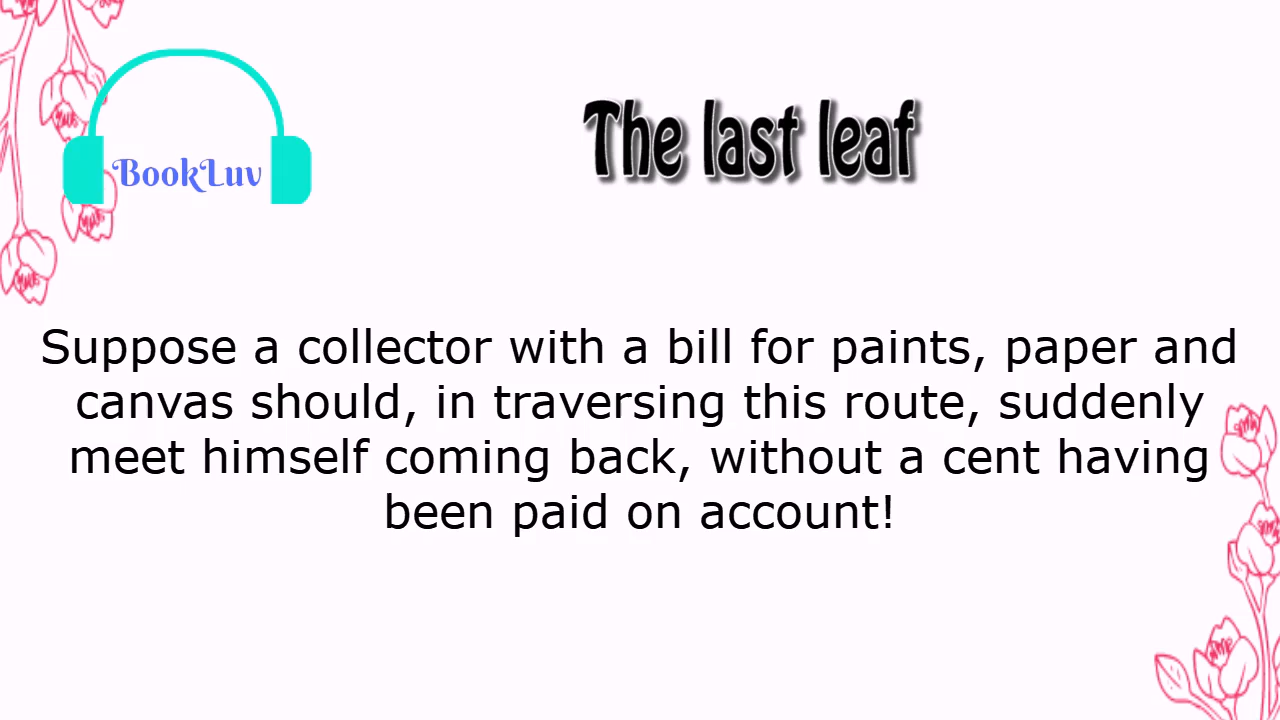 BookLuv
The last leaf
Suppose a collector with a bill for paints, paper and
canvas should, in traversing this route, suddenly
meet himself coming back, without a cent having
been paid on account!